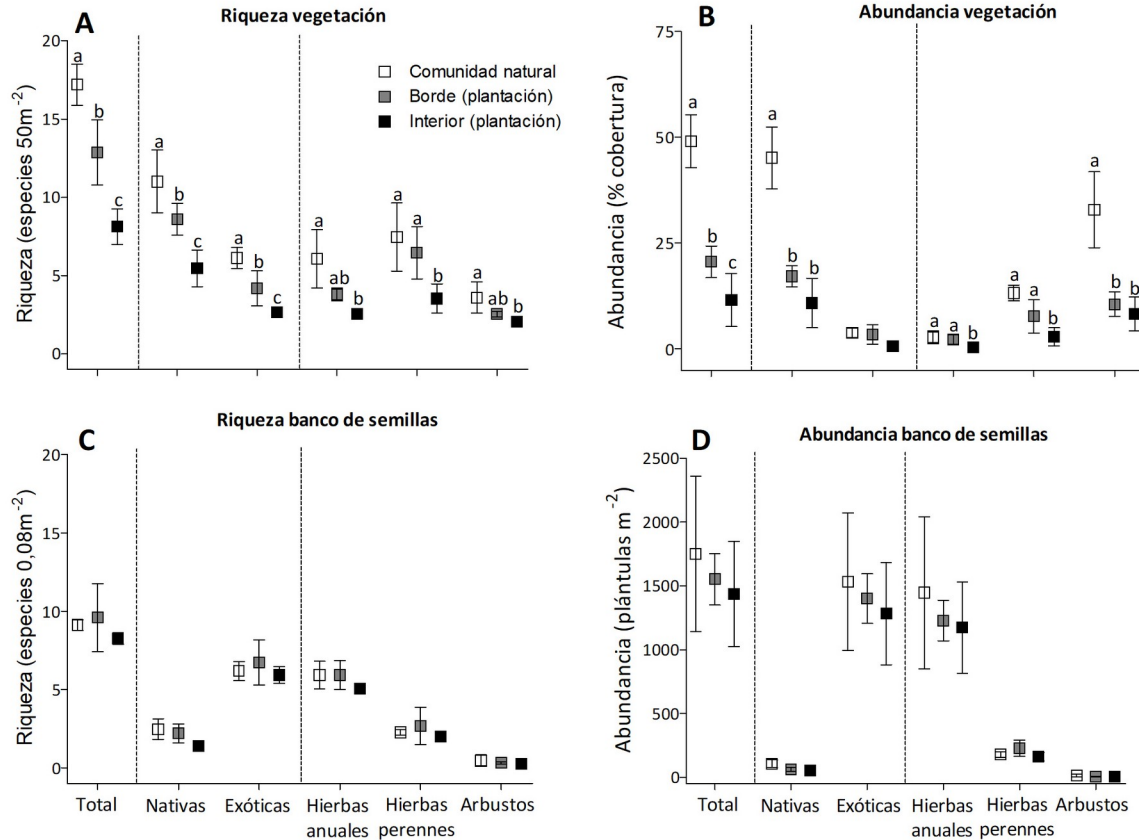 A
Riqueza vegetación
Riqueza (especies 50m⁻²)
20
15
10
5
0
a
b
c
a
b
c
a
b
c
a
ab
b
a
a
b
a
ab
b
Comunidad natural
Borde (plantación)
Interior (plantación)
B
Abundancia vegetación
Abundancia (% cobertura)
75
50
25
0
a
b
c
a
b
b
a
a
b
a
a
b
a
b
b
C
Riqueza banco de semillas
Riqueza (especies 0,08m⁻²)
20
15
10
5
0
Total
Nativas
Exóticas
Hierbas
anuales
Hierbas
perennes
Arbustos
D
Abundancia banco de semillas
Abundancia (plántulas m⁻²)
2500
2000
1500
1000
500
0
Total
Nativas
Exóticas
Hierbas
anuales
Hierbas
perennes
Arbustos